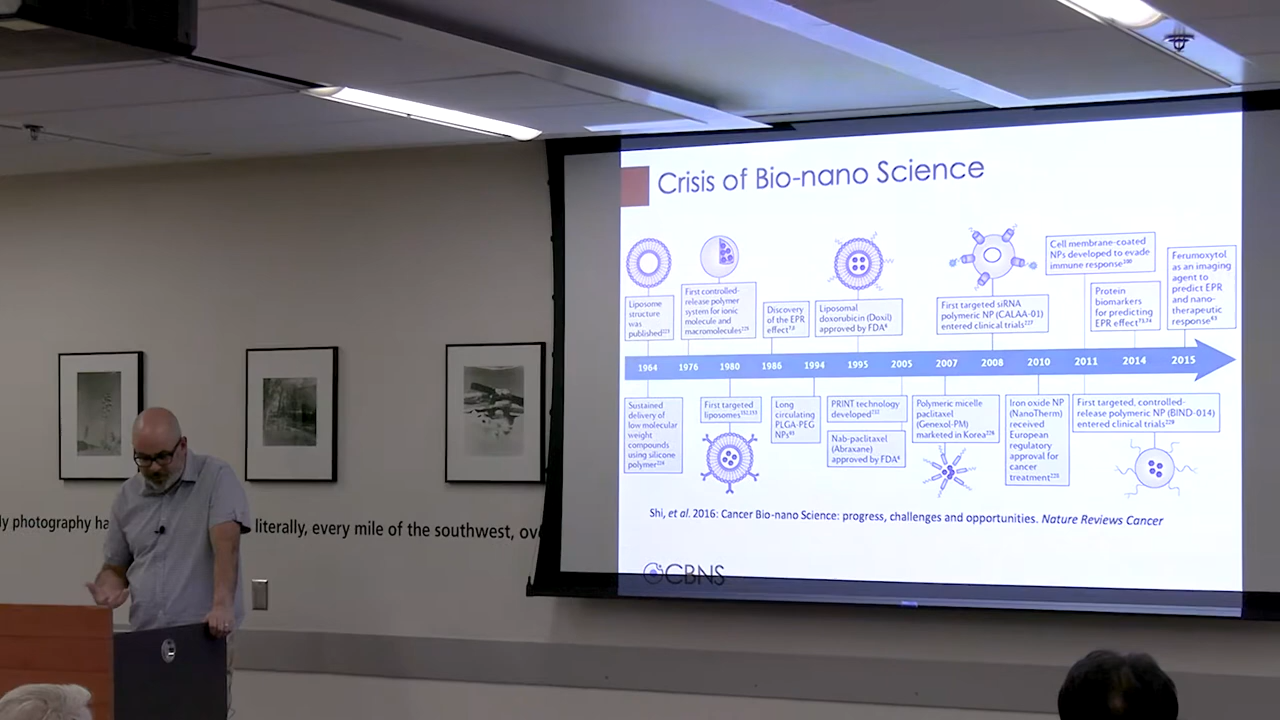 Crisis of Bio-nano Science
Liposome
structure
was
published
First controlled-
release polymer
system for ionic
molecule and
macromolecules
Discovery
of the EPR
effect
Liposomal
doxorubicin (Doxil)
approved by FDA
First targeted siRNA
polymeric NP (CALAA-01)
entered clinical trials
Cell membrane-coated
NPs developed to evade
immune response
Protein
biomarkers
for predicting
EPR effect
Ferumoxytol
as an imaging
agent to
predict EPR
and nano-
therapeutic
response
1964 1976 1980 1986 1994 1995 2005 2007 2008 2010 2011 2014 2015
Sustained
delivery of
low molecular
weight
compounds
using silicone
polymer
First targeted
liposomes
Long
circulating
PLGA-PEG
NPs
PRINT technology
developed
Nab-paclitaxel
(Abraxane)
approved by FDA
Polymeric micelle
paclitaxel
(Genexol-PM)
marketed in Korea
Iron oxide NP
(NanoTherm)
received
European
regulatory
approval for
cancer
treatment
First targeted, controlled-
release polymeric NP (BIND-014)
entered clinical trials
Shi, et al. 2016: Cancer Bio-nano Science: progress, challenges and opportunities. Nature Reviews Cancer
CBNS
y photography ha literally, every mile of the southwest, ov